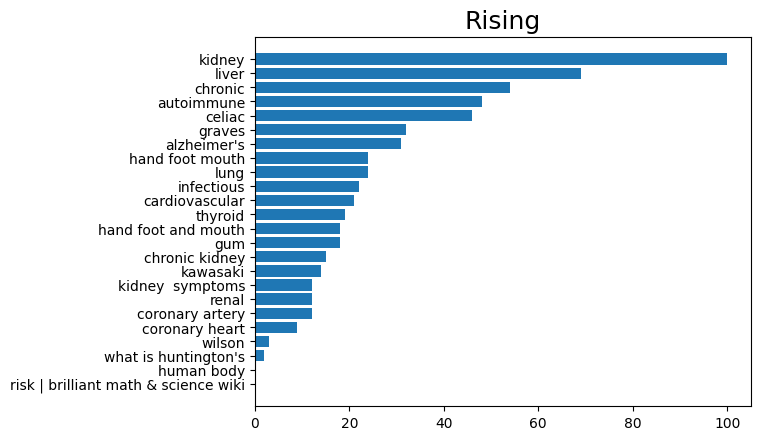 Rising
kidney
liver
chronic
autoimmune
celiac
graves
alzheimer's
hand foot mouth
lung
infectious
cardiovascular
thyroid
hand foot and mouth
gum
chronic kidney
kawasaki
kidney  symptoms
renal
coronary artery
coronary heart
wilson
what is huntington's
human body
risk | brilliant math & science wiki
0 20 40 60 80 100